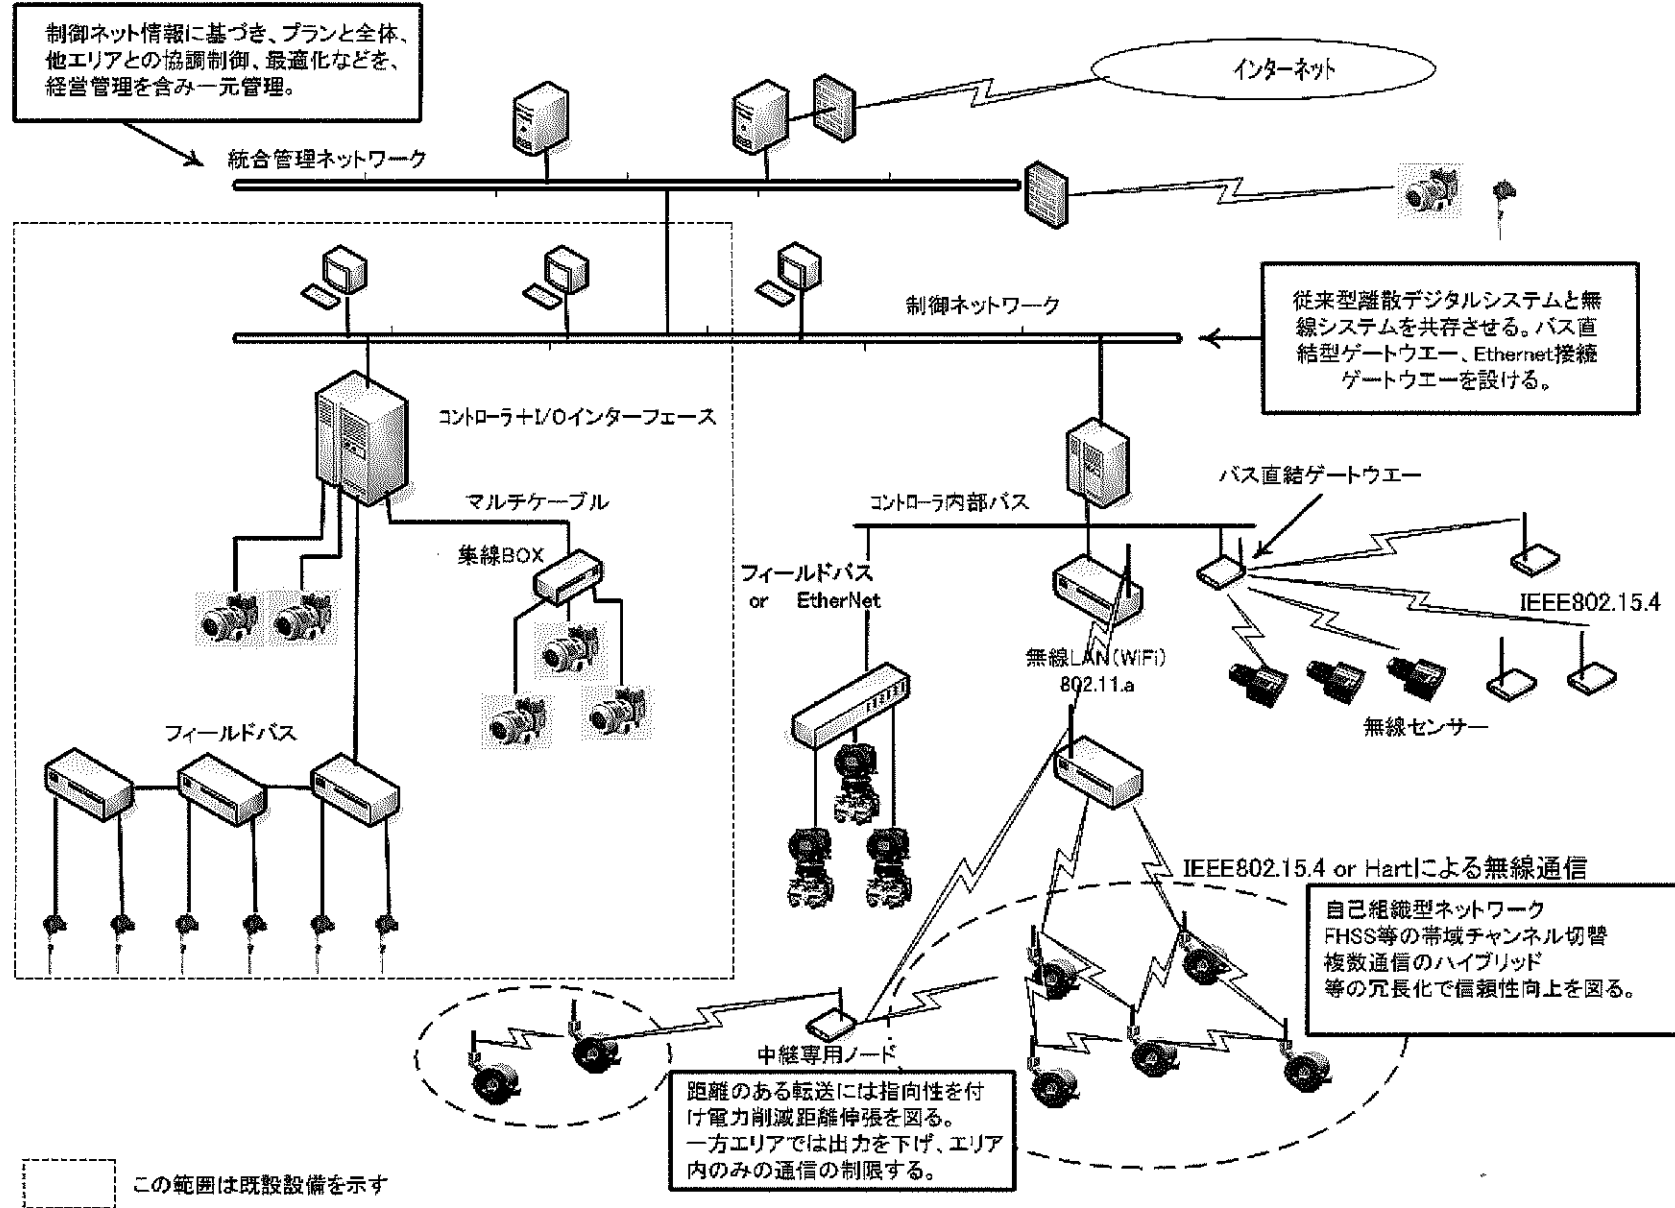 制御ネット情報に基づき、プランと全体、
他エリアとの協調制御、最適化などを、
経営管理を含み一元管理。
インターネット
統合管理ネットワーク
制御ネットワーク
従来型離散デジタルシステムと無
線システムを共存させる。バス直
結型ゲートウエー、Ethernet接続
ゲートウエーを設ける。
コントローラ+I/Oインターフェース
バス直結ゲートウエー
マルチケーブル
コントローラ内部バス
集線BOX
フィールドバス
or EtherNet
IEEE802.15.4
無線LAN(WiFi)
802.11.a
無線センサー
フィールドバス
IEEE802.15.4 or Hartによる無線通信
自己組織型ネットワーク
FHSS等の帯域チャンネル切替
複数通信のハイブリッド
等の冗長化で信頼性向上を図る。
中継専用ノード
距離のある転送には指向性を付
け電力削減距離伸張を図る。
一方エリアでは出力を下げ、エリア
内のみの通信の制限する。
この範囲は既設設備を示す